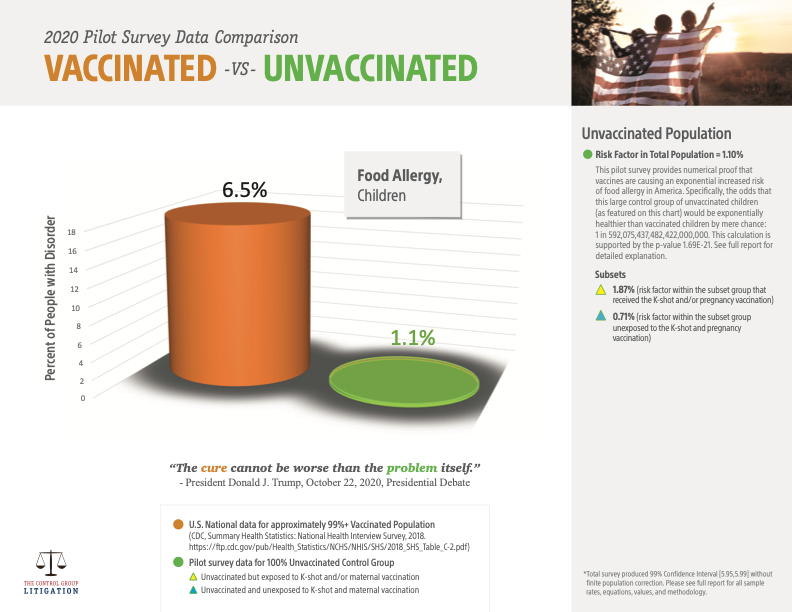 2020 Pilot Survey Data Comparison
VACCINATED -VS- UNVACCINATED
Food Allergy,
Children
6.5%
1.1%
Percent of People with Disorder
18
16
14
12
10
8
6
4
2
0
"The cure cannot be worse than the problem itself."
- President Donald J. Trump, October 22, 2020, Presidential Debate
U.S. National data for approximately 99%+ Vaccinated Population
(CDC, Summary Health Statistics: National Health Interview Survey, 2018.
https://ftp.cdc.gov/pub/Health_Statistics/NCHS/NHIS/SHS/2018_SHS_Table_C-2.pdf)
Pilot survey data for 100% Unvaccinated Control Group
Unvaccinated but exposed to K-shot and/or maternal vaccination
Unvaccinated and unexposed to K-shot and maternal vaccination
THE CONTROL GROUP
LITIGATION
Unvaccinated Population
Risk Factor in Total Population = 1.10%
This pilot survey provides numerical proof that
vaccines are causing an exponential increased risk
of food allergy in America. Specifically, the odds that
this large control group of unvaccinated children
(as featured on this chart) would be exponentially
healthier than vaccinated children by mere chance:
1 in 592,075,437,482,422,000,000. This calculation is
supported by the p-value 1.69E-21. See full report for
detailed explanation.
Subsets
1.87% (risk factor within the subset group that
received the K-shot and/or pregnancy vaccination)
0.71% (risk factor within the subset group
unexposed to the K-shot and pregnancy
vaccination)
*Total survey produced 99% Confidence Interval [5.95,5.99] without
finite population correction. Please see full report for all sample
rates, equations, values, and methodology.